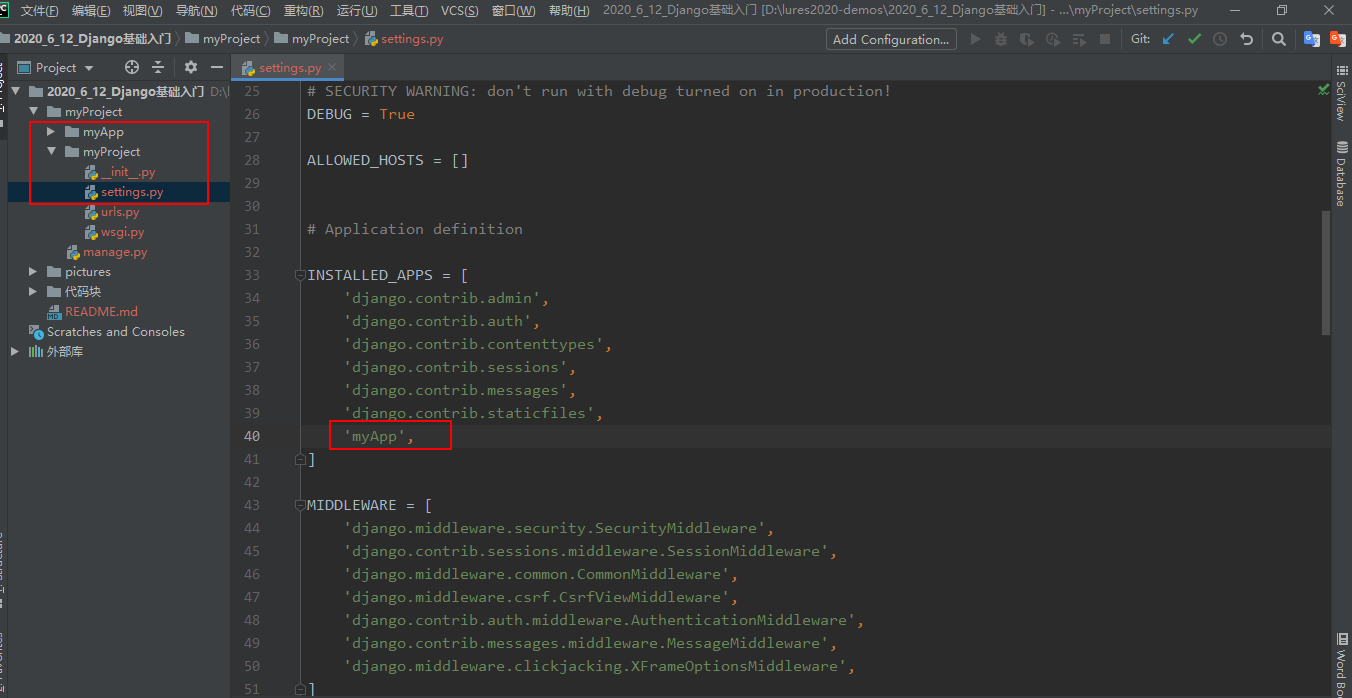 文件(F) 编辑(E) 视图(V) 导航(N) 代码(C) 重构(R) 运行(U) 工具(T) VCS(S) 窗口(W) 帮助(H) 2020_6_12_Django基础入门 [D:\lures2020-demos\2020_6_12_Django基础入门] - ...\myProject\settings.py
2020_6_12_Django基础入门 myProject myProject settings.py Add Configuration... Git:
Project settings.py
2020_6_12_Django基础入门 D:\
myProject
myApp
myProject
__init__.py
settings.py
urls.py
wsgi.py
manage.py
pictures
代码块
README.md
Scratches and Consoles
外部库
25 # SECURITY WARNING: don't run with debug turned on in production!
26 DEBUG = True
27
28 ALLOWED_HOSTS = []
29
30
31 # Application definition
32
33 INSTALLED_APPS = [
34 'django.contrib.admin',
35 'django.contrib.auth',
36 'django.contrib.contenttypes',
37 'django.contrib.sessions',
38 'django.contrib.messages',
39 'django.contrib.staticfiles',
40 'myApp',
41 ]
42
43 MIDDLEWARE = [
44 'django.middleware.security.SecurityMiddleware',
45 'django.contrib.sessions.middleware.SessionMiddleware',
46 'django.middleware.common.CommonMiddleware',
47 'django.middleware.csrf.CsrfViewMiddleware',
48 'django.contrib.auth.middleware.AuthenticationMiddleware',
49 'django.contrib.messages.middleware.MessageMiddleware',
50 'django.middleware.clickjacking.XFrameOptionsMiddleware',
51 ]
SciView
Database
Word Bo